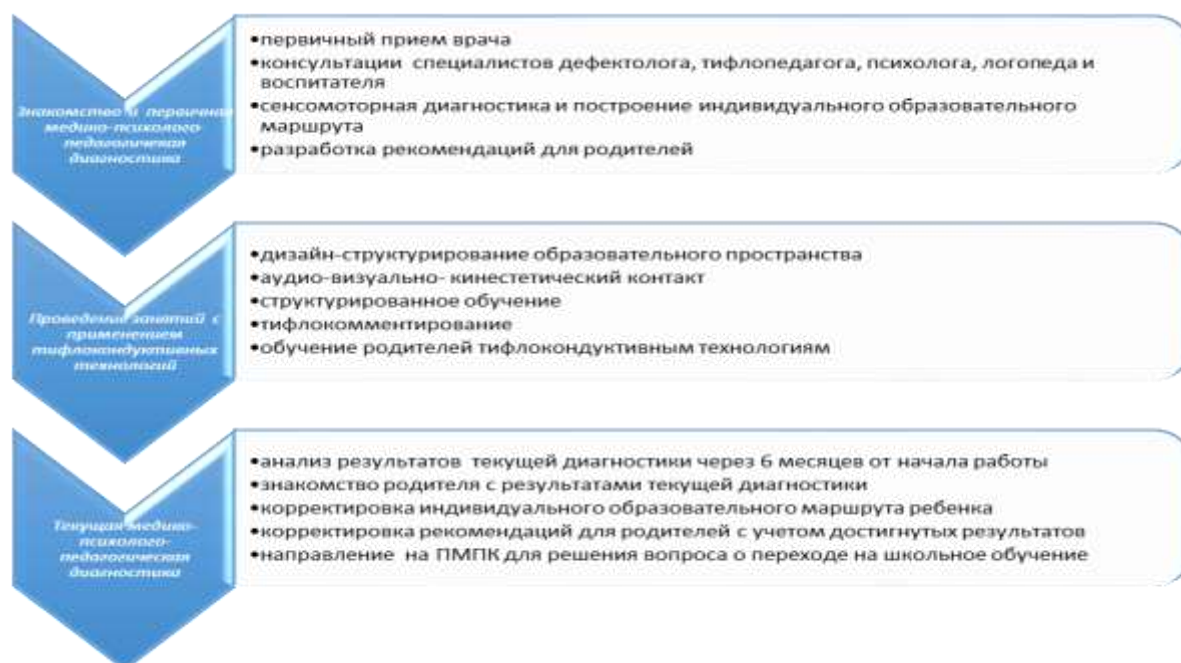 Знакомство и первичная
медико-психолого-
педагогическая
диагностика
•первичный прием врача
•консультации специалистов дефектолога, тифлопедагога, психолога, логопеда и
воспитателя
•сенсомоторная диагностика и построение индивидуального образовательного
маршрута
•разработка рекомендаций для родителей
Проведение занятий с
применением
тифлокондуктивных
технологий
•дизайн-структурирование образовательного пространства
•аудио-визуально- кинестетический контакт
•структурированное обучение
•тифлокомментирование
•обучение родителей тифлокондуктивным технологиям
Текущая медико-
психолого-
педагогическая
диагностика
•анализ результатов текущей диагностики через 6 месяцев от начала работы
•знакомство родителя с результатами текущей диагностики
•корректировка индивидуального образовательного маршрута ребенка
•корректировка рекомендаций для родителей с учетом достигнутых результатов
•направление на ПМПК для решения вопроса о переходе на школьное обучение